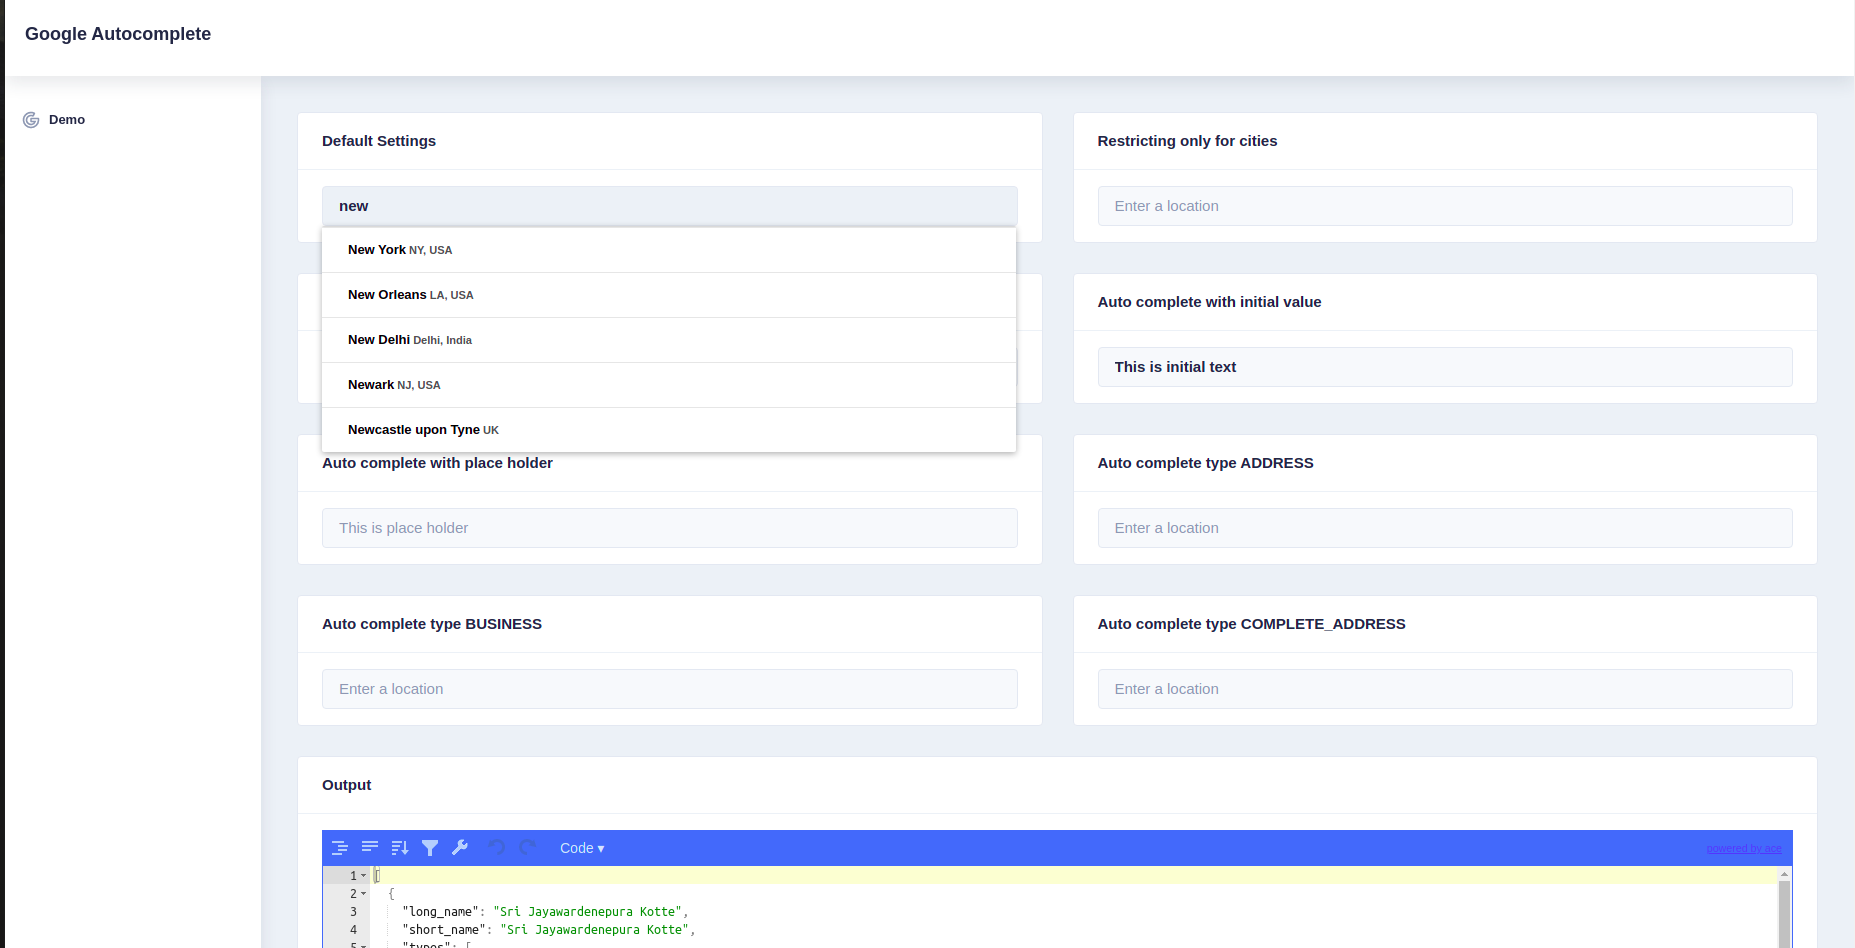 Google Autocomplete
Demo
Default Settings
new
New York NY, USA
New Orleans LA, USA
New Delhi Delhi, India
Newark NJ, USA
Newcastle upon Tyne UK
Restricting only for cities
Enter a location
Auto complete with initial value
This is initial text
Auto complete with place holder
This is place holder
Auto complete type ADDRESS
Enter a location
Auto complete type BUSINESS
Enter a location
Auto complete type COMPLETE_ADDRESS
Enter a location
Output
Code ▾
powered by ace
1 [
2 {
3 "long_name": "Sri Jayawardenepura Kotte",
4 "short_name": "Sri Jayawardenepura Kotte",
5 "types": [